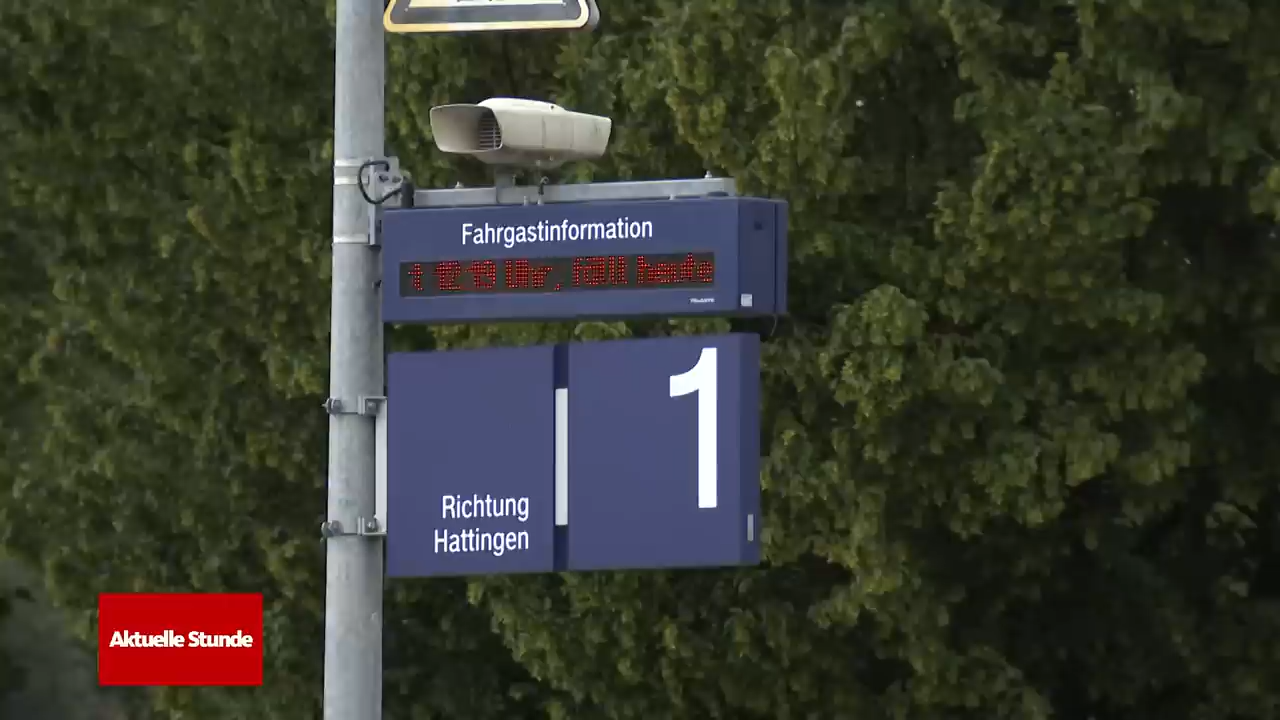 Fahrgastinformation
t 12:19 Uhr, fällt heute
1
Richtung
Hattingen
Aktuelle Stunde